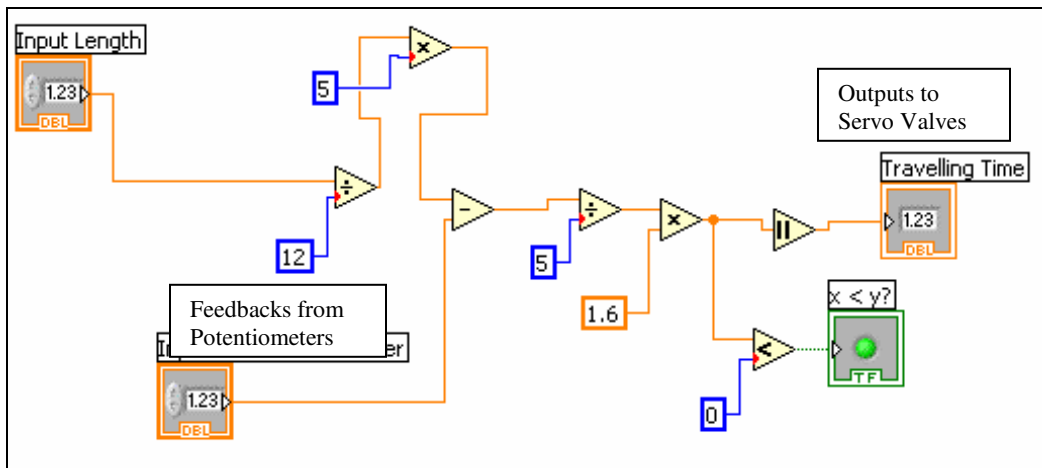 Input Length
1.23
DBL
5
×
÷
12
-
÷
5
×
1.6
Outputs to
Servo Valves
Travelling Time
1.23
DBL
x < y?
<
0
TF
Feedbacks from
Potentiometers
1.23
DBL